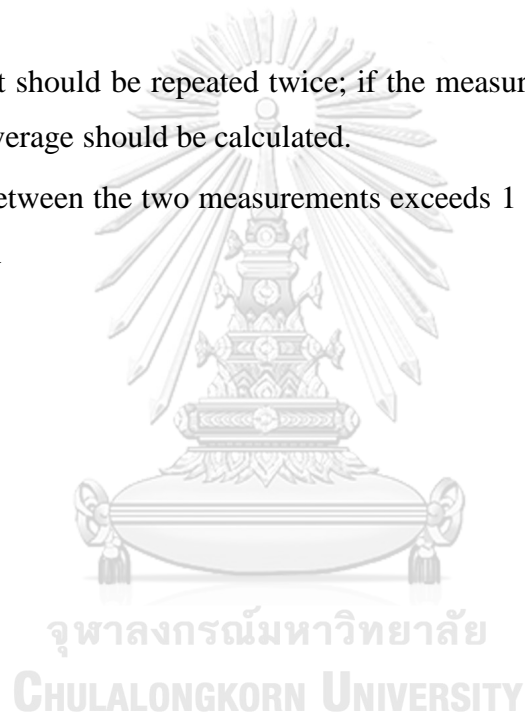 t should be repeated twice; if the measur
verage should be calculated.
etween the two measurements exceeds 1
จุฬาลงกรณ์มหาวิทยาลัย
CHULALONGKORN UNIVERSITY